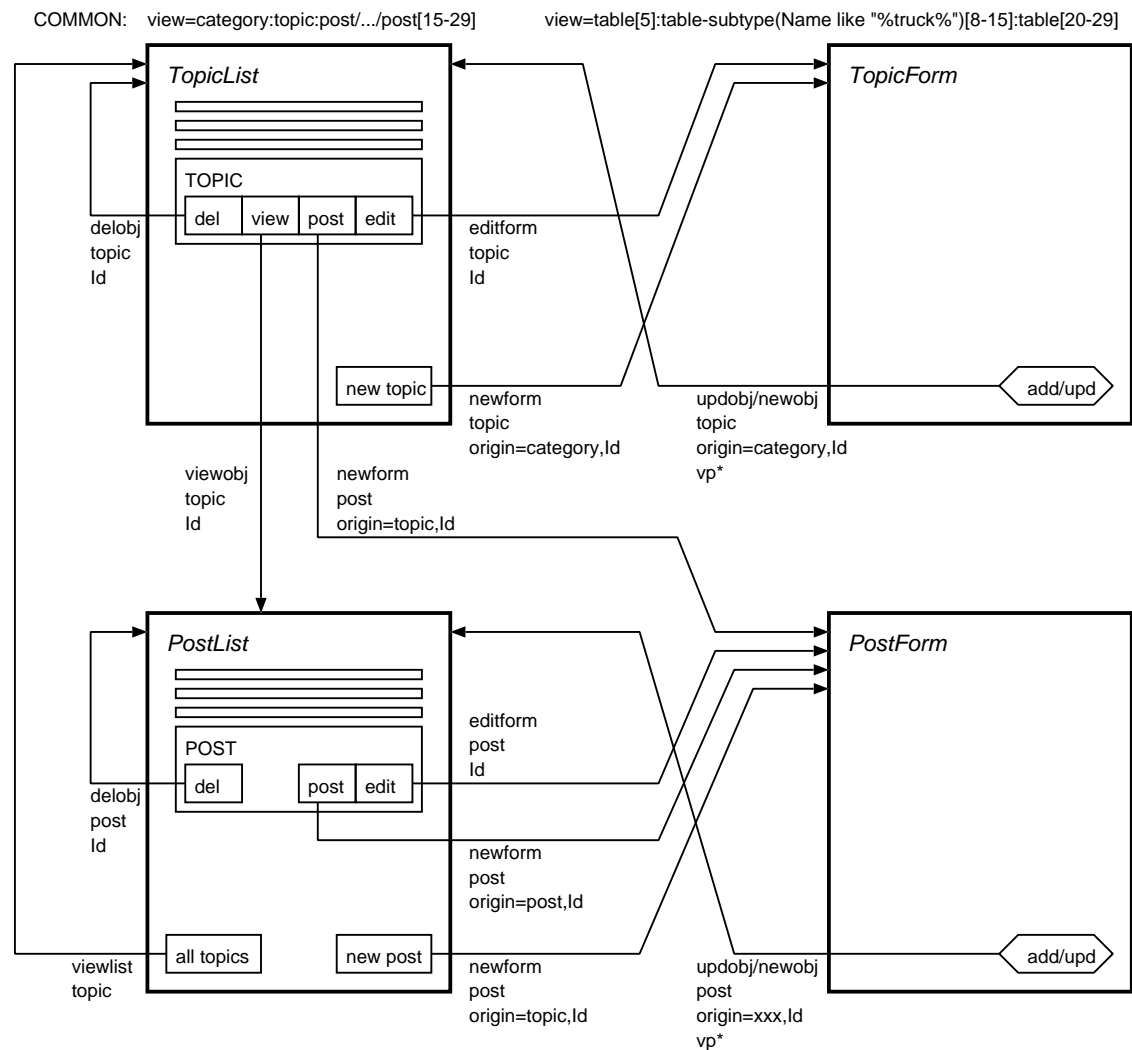 COMMON: view=category:topic:post/.../post[15-29] view=table[5]:table-subtype(Name like "%truck%")[8-15]:table[20-29]
TopicList
TopicForm
TOPIC
del view post edit
delobj
topic
Id
editform
topic
Id
new topic
add/upd
newform
topic
origin=category,Id
updobj/newobj
topic
origin=category,Id
vp*
viewobj
topic
Id
newform
post
origin=topic,Id
PostList
PostForm
POST
del post edit
editform
post
Id
delobj
post
Id
newform
post
origin=post,Id
all topics
new post
add/upd
viewlist
topic
newform
post
origin=topic,Id
updobj/newobj
post
origin=xxx,Id
vp*